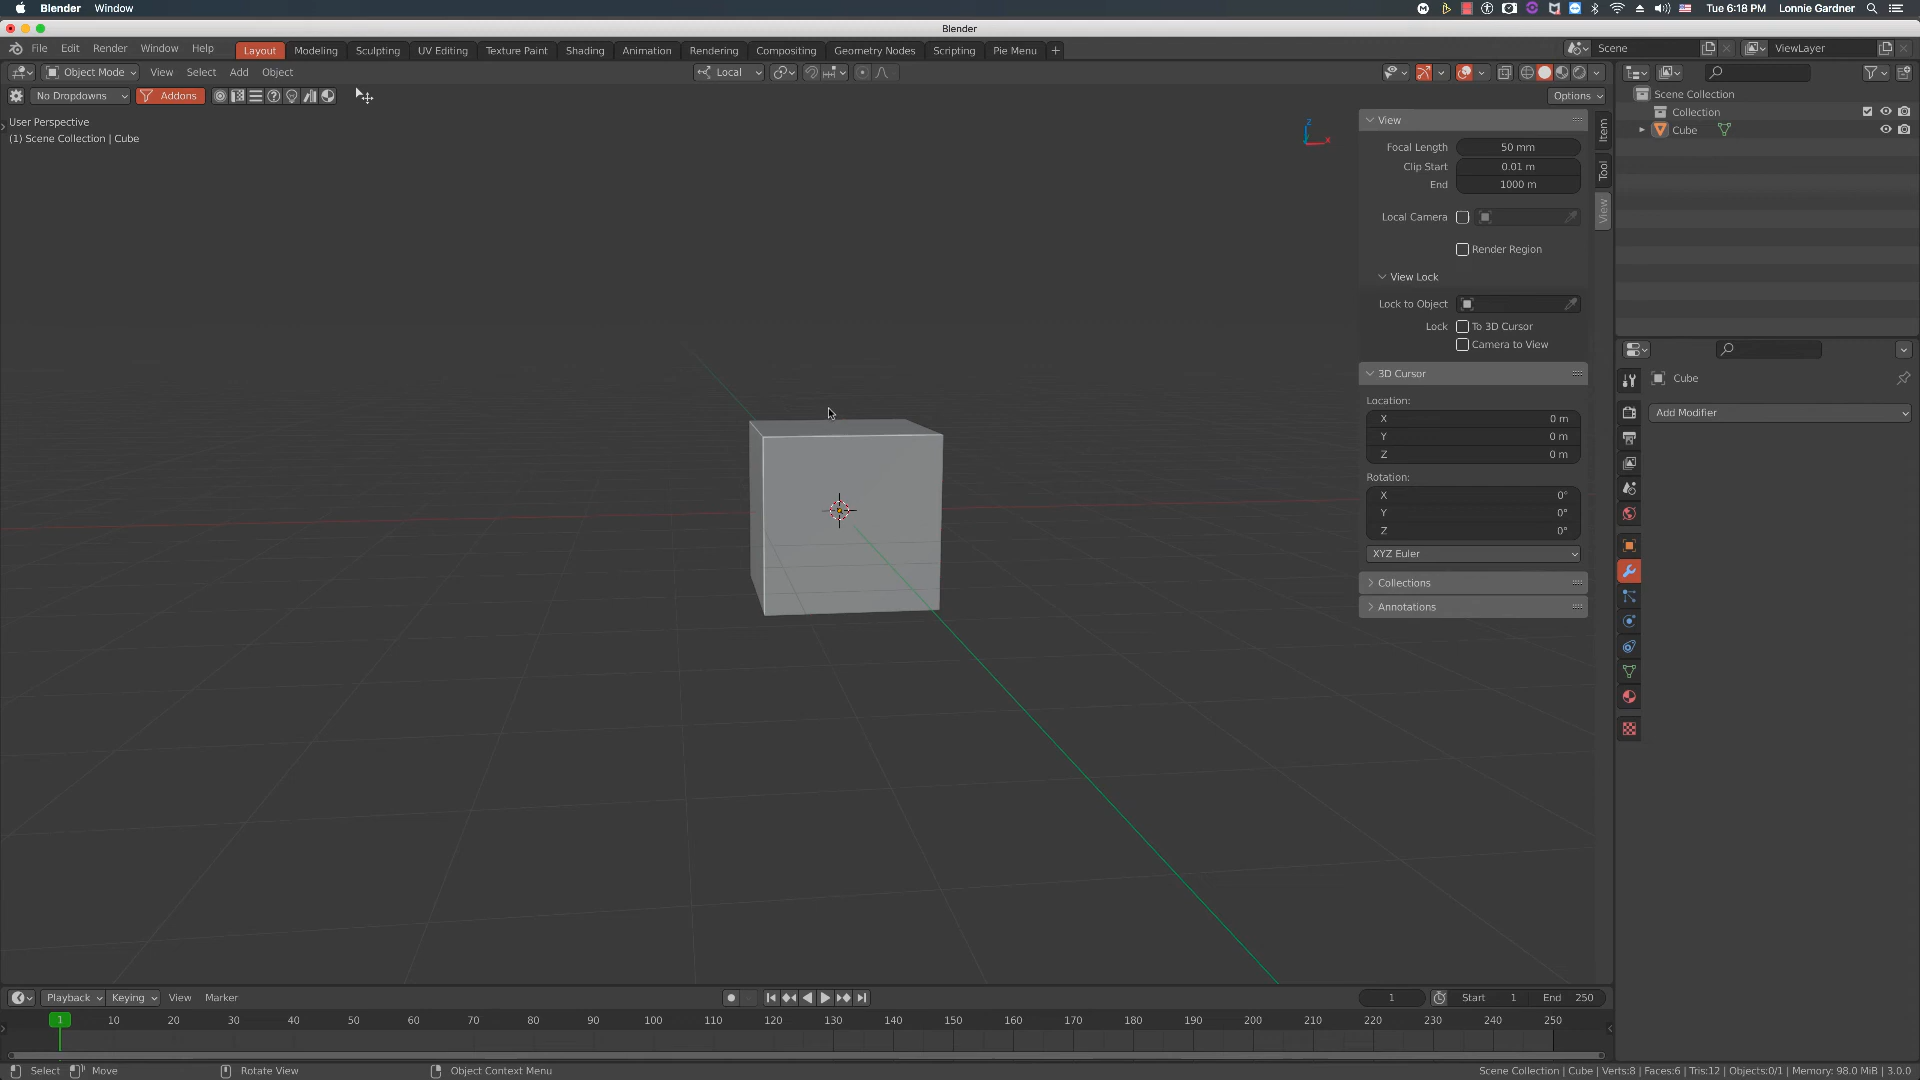 Blender Window Tue 6:18 PM Lonnie Gardner
Blender
File Edit Render Window Help Layout Modeling Sculpting UV Editing Texture Paint Shading Animation Rendering Compositing Geometry Nodes Scripting Pie Menu + Scene ViewLayer
Object Mode View Select Add Object Local
No Dropdowns Addons Options
User Perspective
(1) Scene Collection | Cube
Z
X
View
Focal Length 50 mm
Clip Start 0.01 m
End 1000 m
Local Camera
Render Region
View Lock
Lock to Object
Lock To 3D Cursor
Camera to View
3D Cursor
Location:
X 0 m
Y 0 m
Z 0 m
Rotation:
X 0°
Y 0°
Z 0°
XYZ Euler
Collections
Annotations
Item
Tool
View
Scene Collection
Collection
Cube
Cube
Add Modifier
Playback Keying View Marker 1 Start 1 End 250
1 10 20 30 40 50 60 70 80 90 100 110 120 130 140 150 160 170 180 190 200 210 220 230 240 250
Select Move Rotate View Object Context Menu Scene Collection | Cube | Verts:8 | Faces:6 | Tris:12 | Objects:0/1 | Memory: 98.0 MiB | 3.0.0